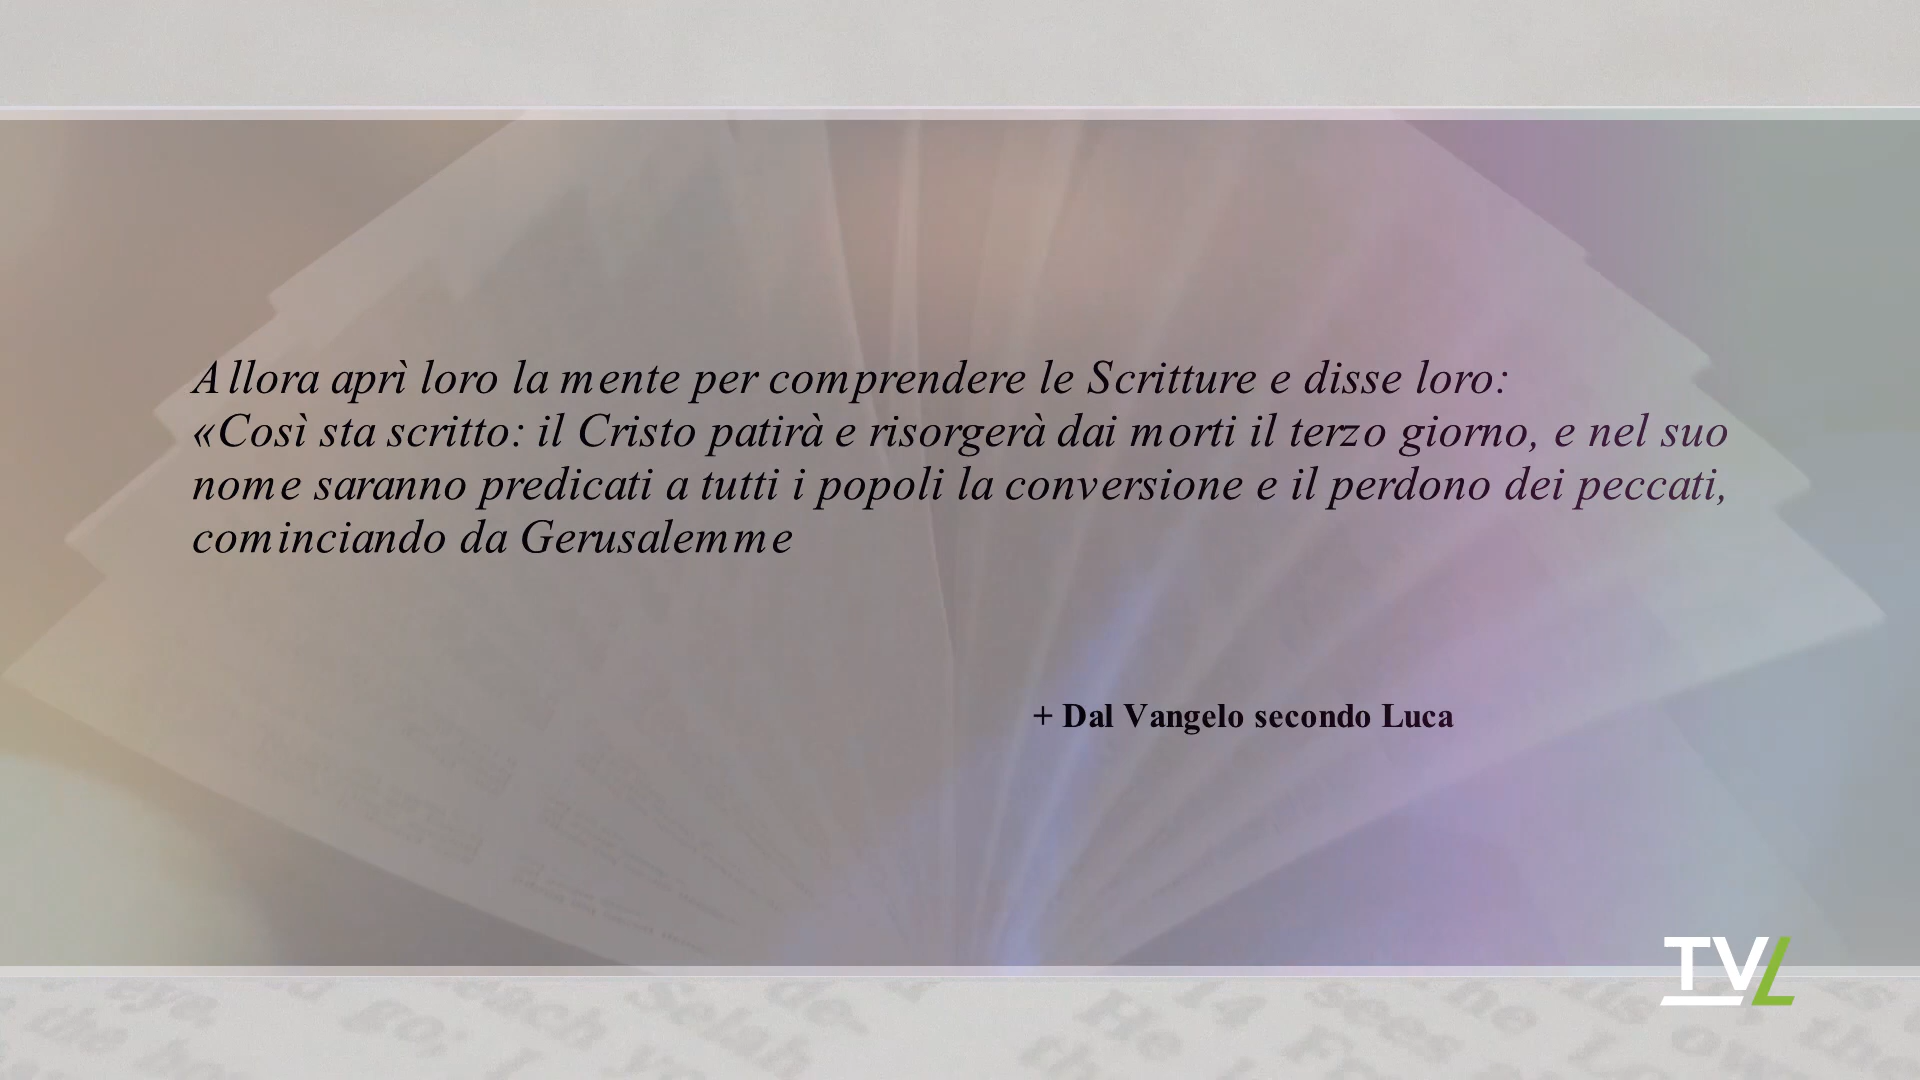 Allora aprì loro la mente per comprendere le Scritture e disse loro:
«Così sta scritto: il Cristo patirà e risorgerà dai morti il terzo giorno, e nel suo
nome saranno predicati a tutti i popoli la conversione e il perdono dei peccati,
cominciando da Gerusalemme
+ Dal Vangelo secondo Luca
TVL